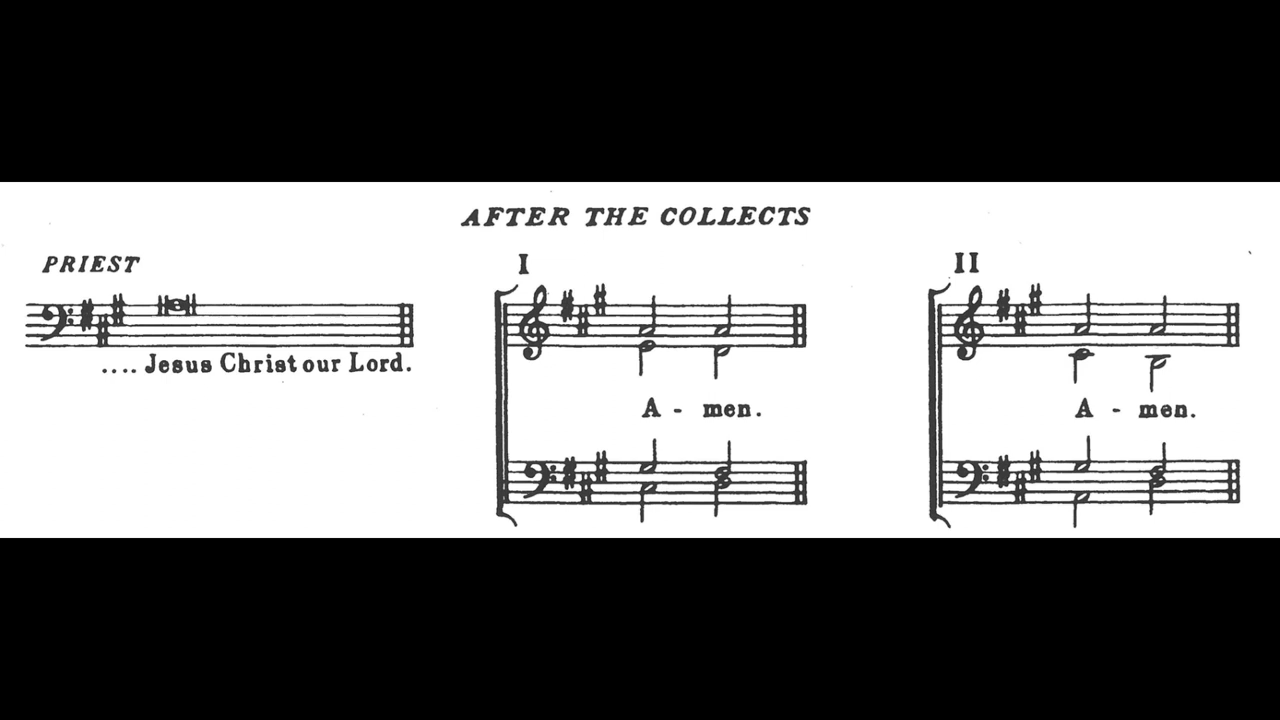 AFTER THE COLLECTS
PRIEST
I
II
.... Jesus Christ our Lord.
A - men.
A - men.